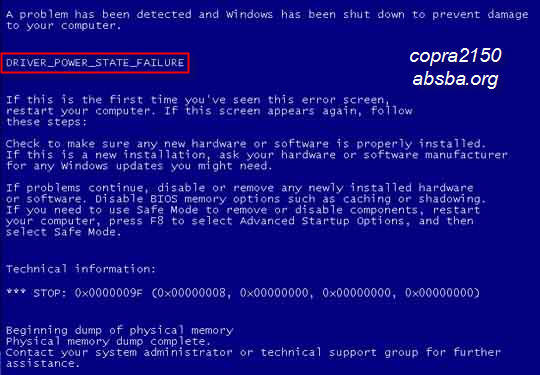 A problem has been detected and Windows has been shut down to prevent damage
to your computer.
copra2150
absba.org
DRIVER_POWER_STATE_FAILURE
If this is the first time you've seen this error screen,
restart your computer. If this screen appears again, follow
these steps:
Check to make sure any new hardware or software is properly installed.
If this is a new installation, ask your hardware or software manufacturer
for any Windows updates you might need.
If problems continue, disable or remove any newly installed hardware
or software. Disable BIOS memory options such as caching or shadowing.
If you need to use Safe Mode to remove or disable components, restart
your computer, press F8 to select Advanced Startup Options, and then
select Safe Mode.
Technical information:
*** STOP: 0x0000009F (0x00000008, 0x00000000, 0x00000000, 0x00000000)
Beginning dump of physical memory
Physical memory dump complete.
Contact your system administrator or technical support group for further
assistance.